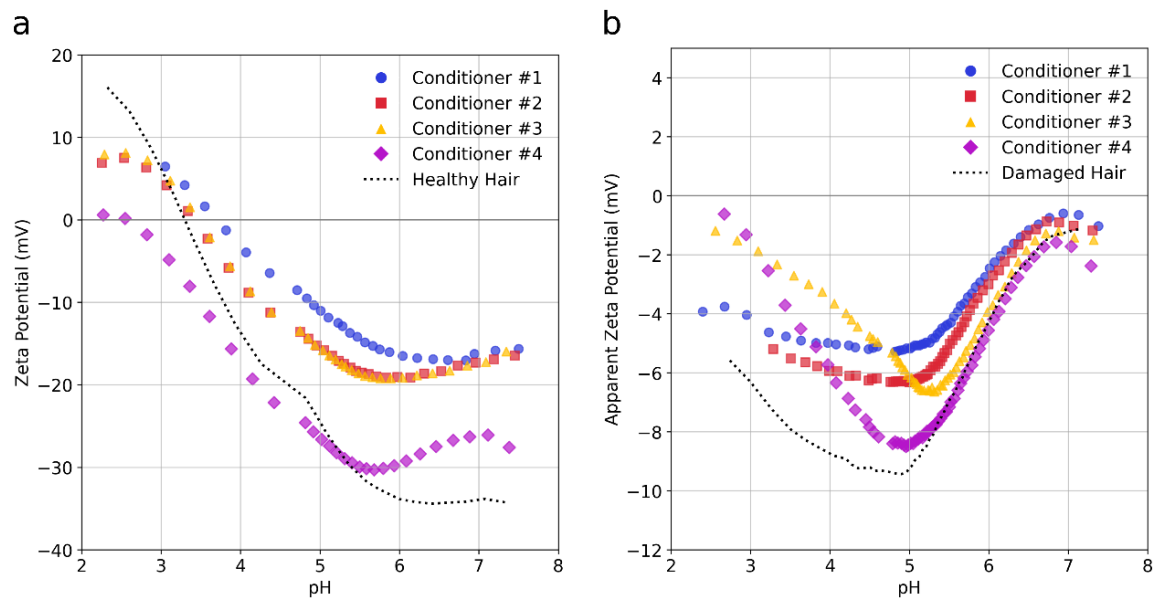 a
20
10
0
−10
−20
−30
−40
Zeta Potential (mV)
2 3 4 5 6 7 8
pH
Conditioner #1
Conditioner #2
Conditioner #3
Conditioner #4
Healthy Hair
b
4
2
0
−2
−4
−6
−8
−10
−12
Apparent Zeta Potential (mV)
2 3 4 5 6 7 8
pH
Conditioner #1
Conditioner #2
Conditioner #3
Conditioner #4
Damaged Hair